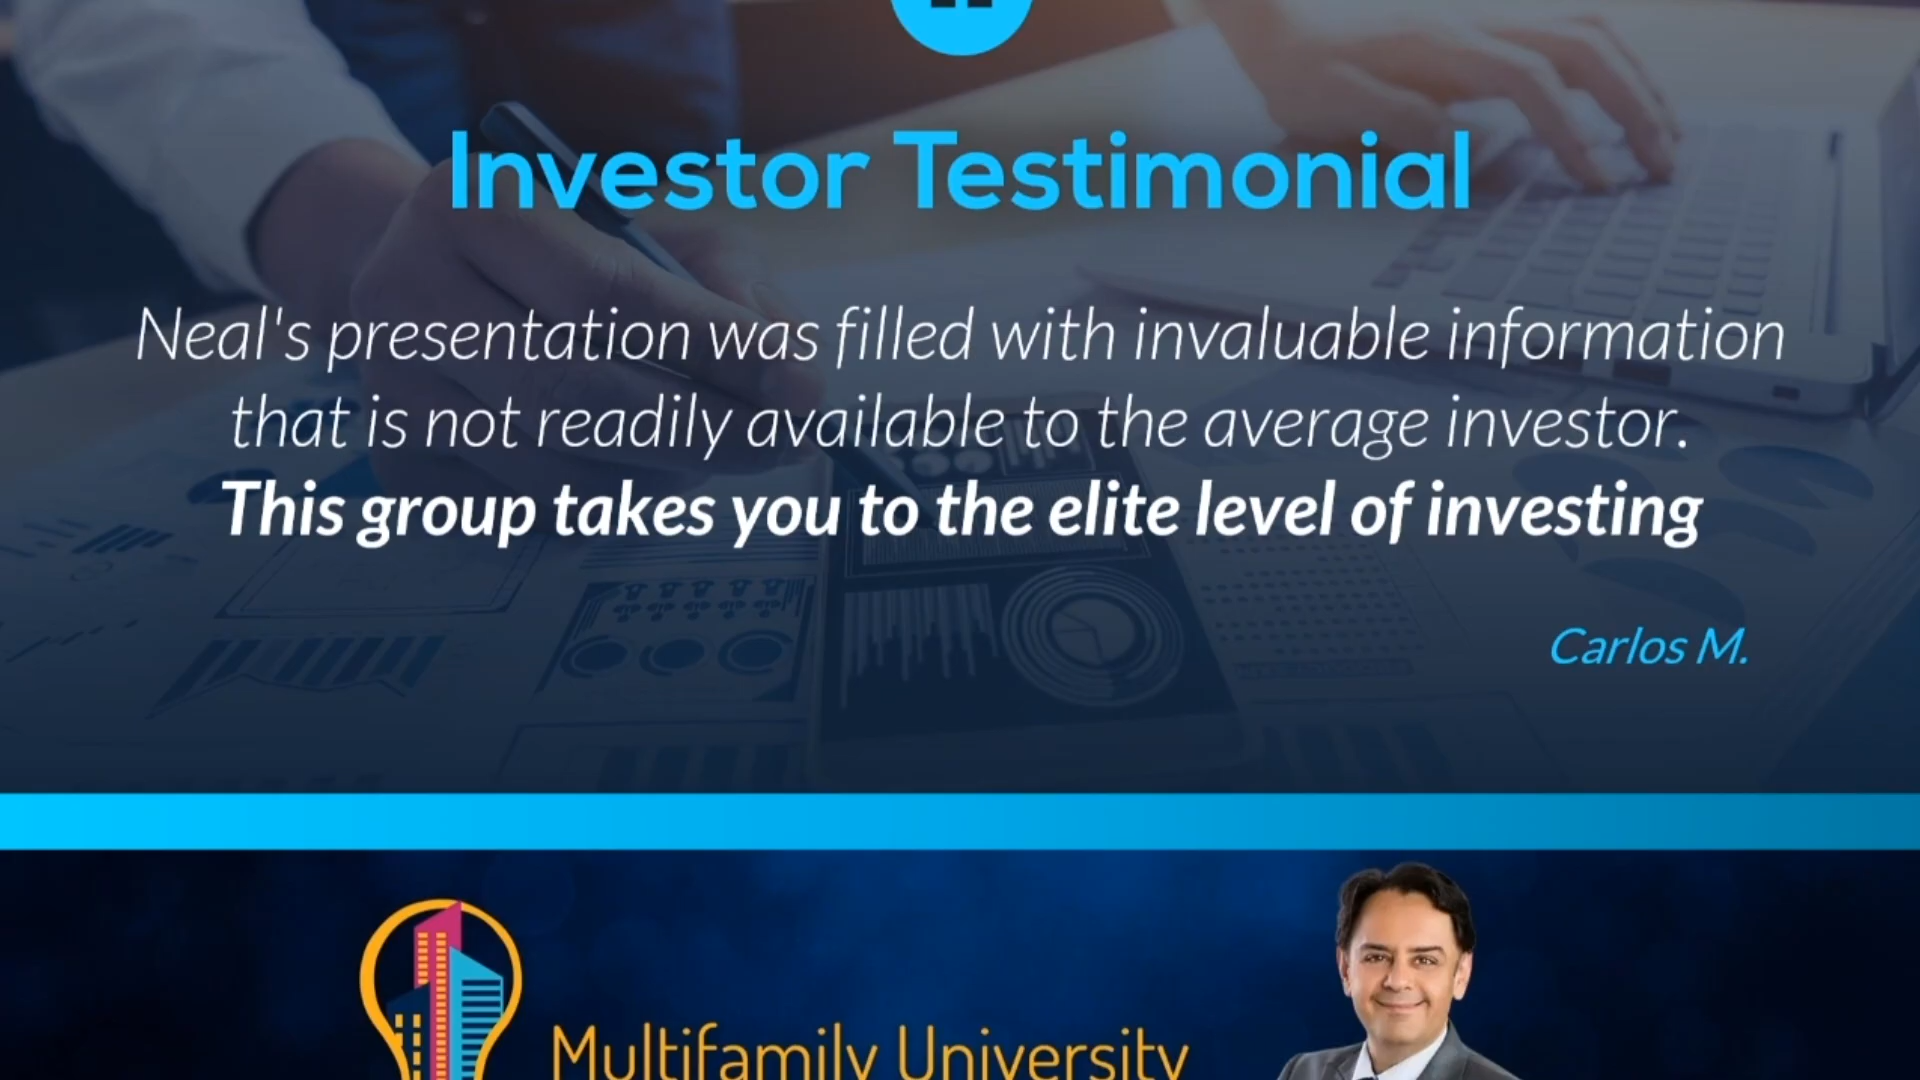 Investor Testimonial
Neal's presentation was filled with invaluable information
that is not readily available to the average investor.
This group takes you to the elite level of investing
Carlos M.
Multifamily University